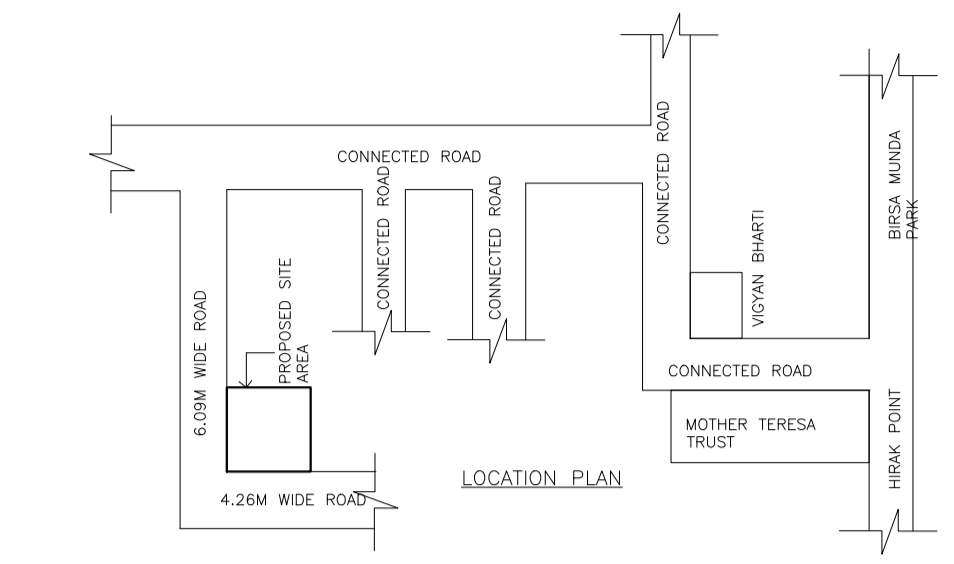 CONNECTED ROAD
CONNECTED ROAD
CONNECTED ROAD
CONNECTED ROAD
BIRSA MUNDA
PARK
VIGYAN BHARTI
PROPOSED SITE
AREA
6.09M WIDE ROAD
CONNECTED ROAD
MOTHER TERESA
TRUST
HIRAK POINT
LOCATION PLAN
4.26M WIDE ROAD